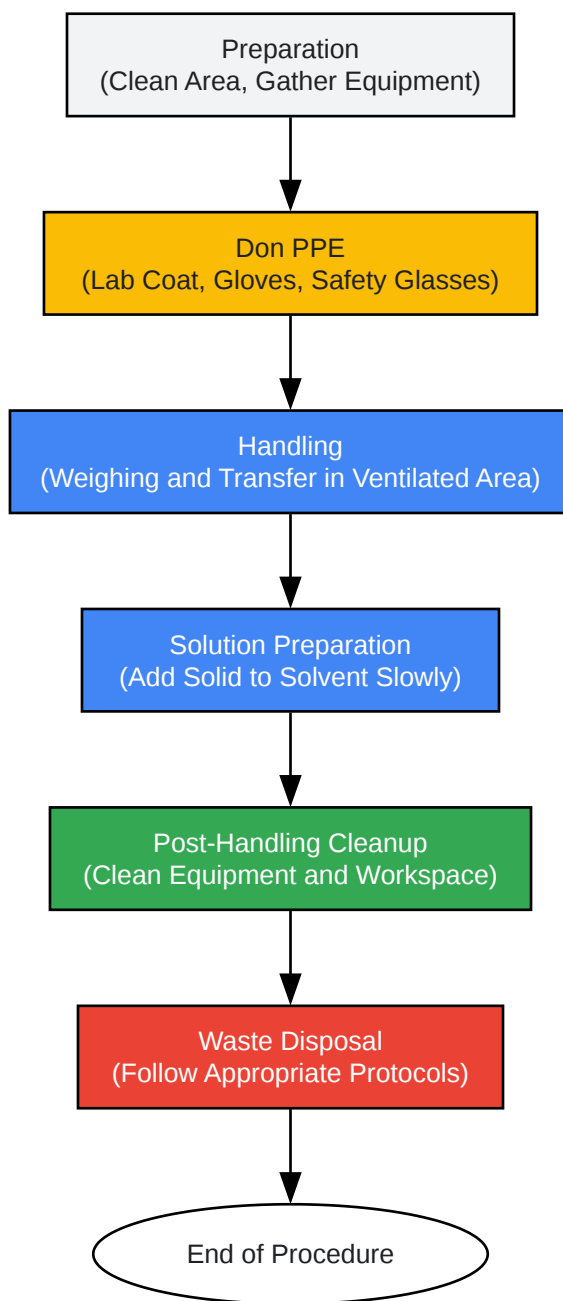 Preparation
(Clean Area, Gather Equipment)
Don PPE
(Lab Coat, Gloves, Safety Glasses)
Handling
(Weighing and Transfer in Ventilated Area)
Solution Preparation
(Add Solid to Solvent Slowly)
Post-Handling Cleanup
(Clean Equipment and Workspace)
Waste Disposal
(Follow Appropriate Protocols)
End of Procedure